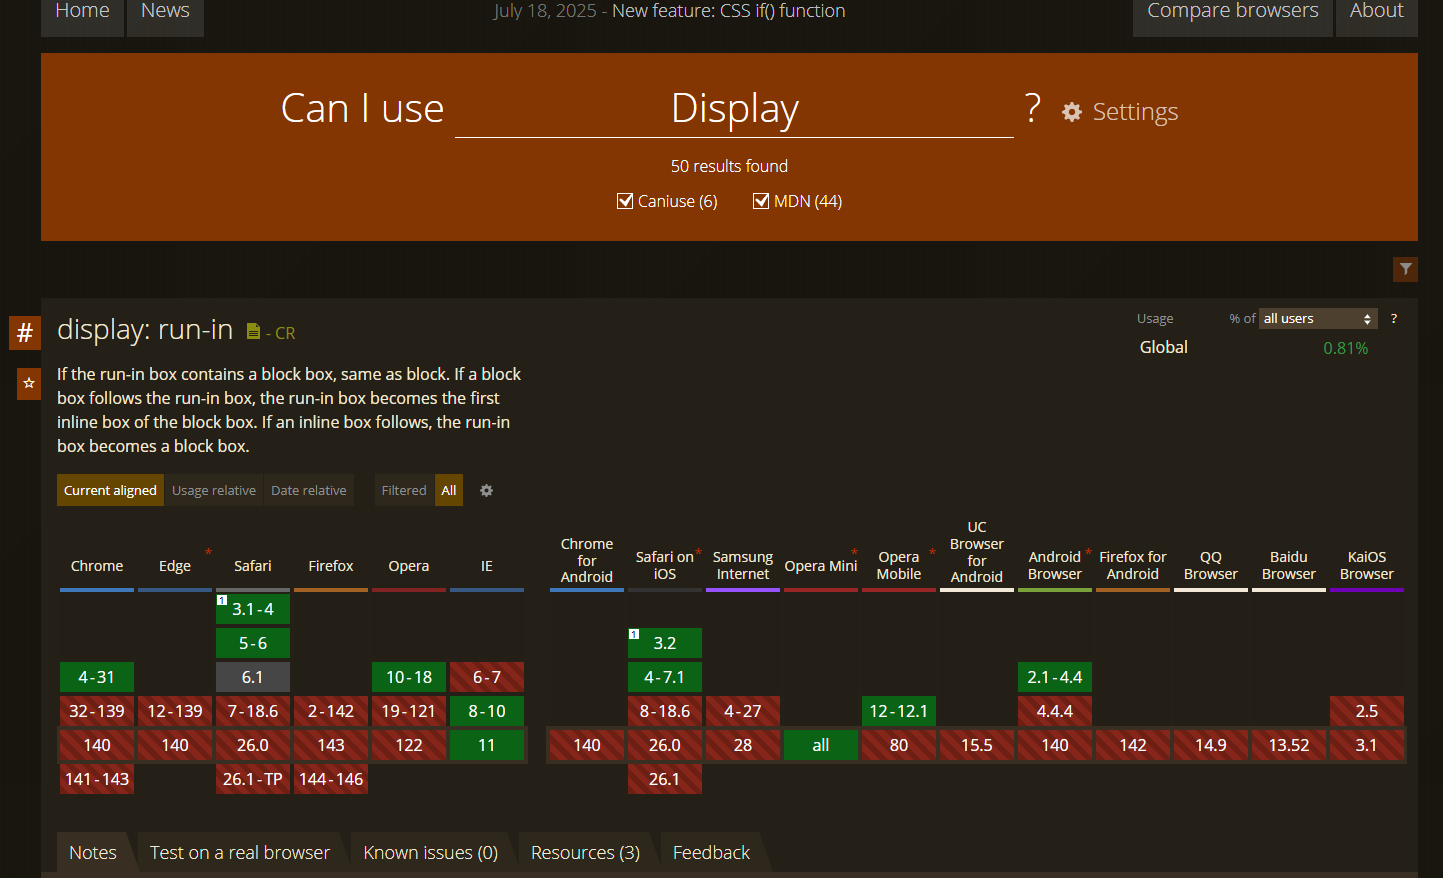 Home
News
July 18, 2025 - New feature: CSS if() function
Compare browsers
About
Can I use
Display
?
Settings
50 results found
Caniuse (6)
MDN (44)
#
display: run-in
- CR
Usage
% of
all users
?
Global
0.81%
If the run-in box contains a block box, same as block. If a block
box follows the run-in box, the run-in box becomes the first
inline box of the block box. If an inline box follows, the run-in
box becomes a block box.
Current aligned
Usage relative
Date relative
Filtered
All
Chrome
Edge *
Safari
Firefox
Opera
IE
Chrome
for
Android
Safari on *
iOS
Samsung
Internet
Opera Mini *
Opera *
Mobile
UC
Browser
for
Android
Android *
Browser
Firefox for
Android
QQ
Browser
Baidu
Browser
KaiOS
Browser
1 3.1-4
5-6
1 3.2
4-31
6.1
10-18
6-7
4-7.1
2.1-4.4
32-139
12-139
7-18.6
2-142
19-121
8-10
8-18.6
4-27
12-12.1
4.4.4
2.5
140
140
26.0
143
122
11
140
26.0
28
all
80
15.5
140
142
14.9
13.52
3.1
141-143
26.1-TP
144-146
26.1
Notes
Test on a real browser
Known issues (0)
Resources (3)
Feedback